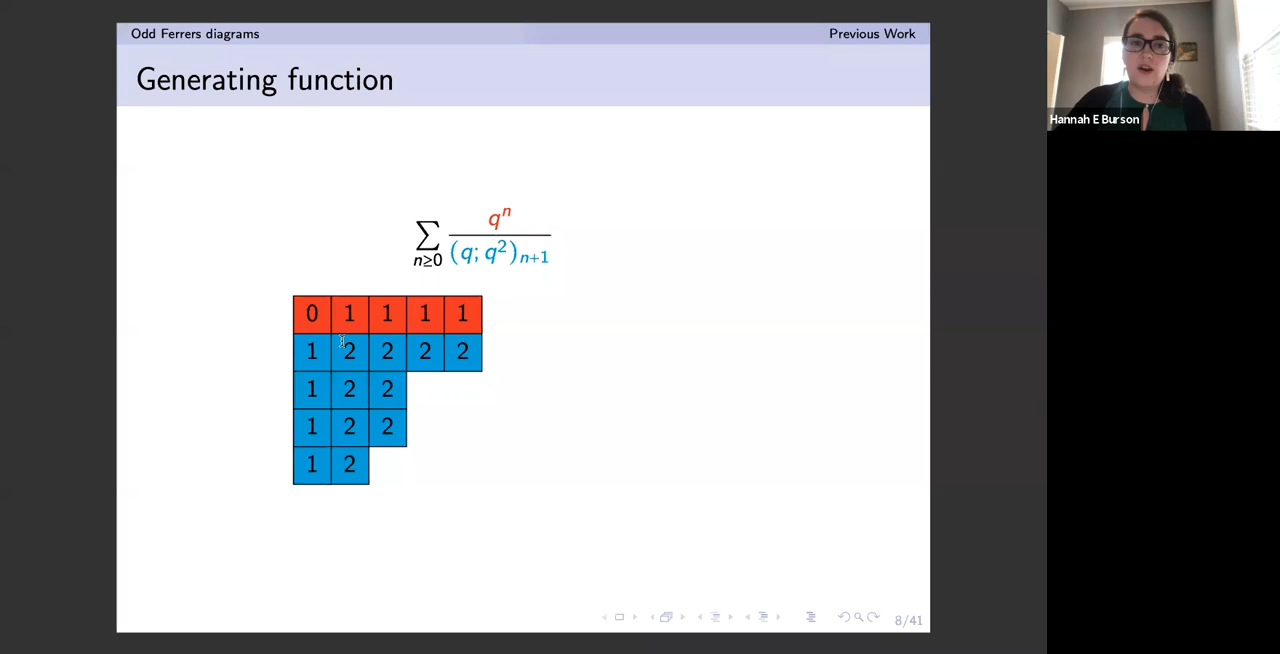 Odd Ferrers diagrams Previous Work
Generating function
∑ n≥0 q^n / (q; q^2)_{n+1}
0 1 1 1 1
1 2 2 2 2
1 2 2
1 2 2
1 2
8/41
Hannah E Burson